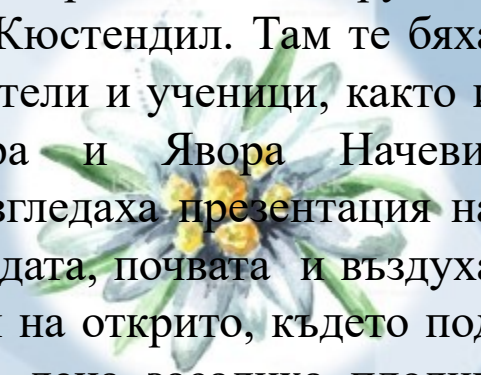 Кюстендил. Там те бяха
тели и ученици, както и
ра и Явора Начеви
згледаха презентация на
дата, почвата и въздуха
на открито, където под